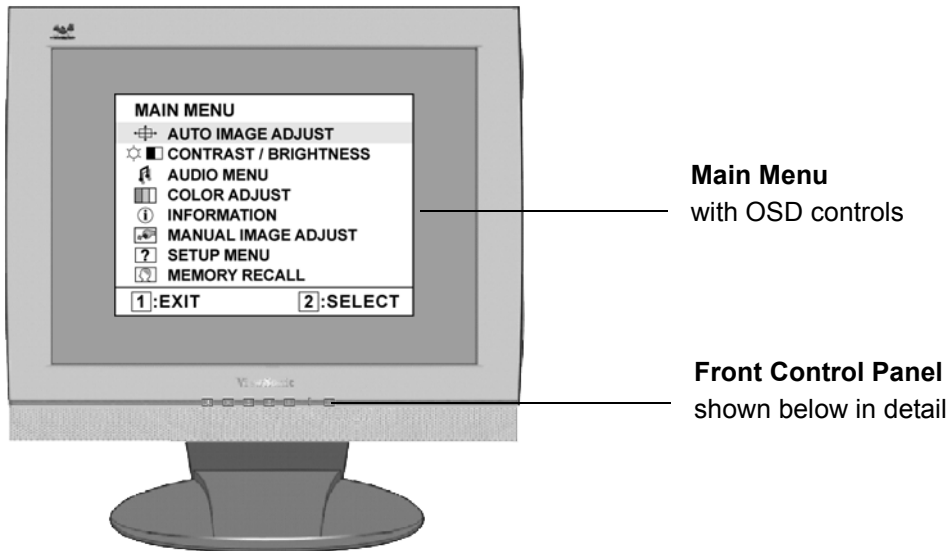 MAIN MENU
AUTO IMAGE ADJUST
CONTRAST / BRIGHTNESS
AUDIO MENU
COLOR ADJUST
INFORMATION
MANUAL IMAGE ADJUST
? SETUP MENU
MEMORY RECALL
1:EXIT 2:SELECT
ViewSonic
Main Menu
with OSD controls
Front Control Panel
shown below in detail